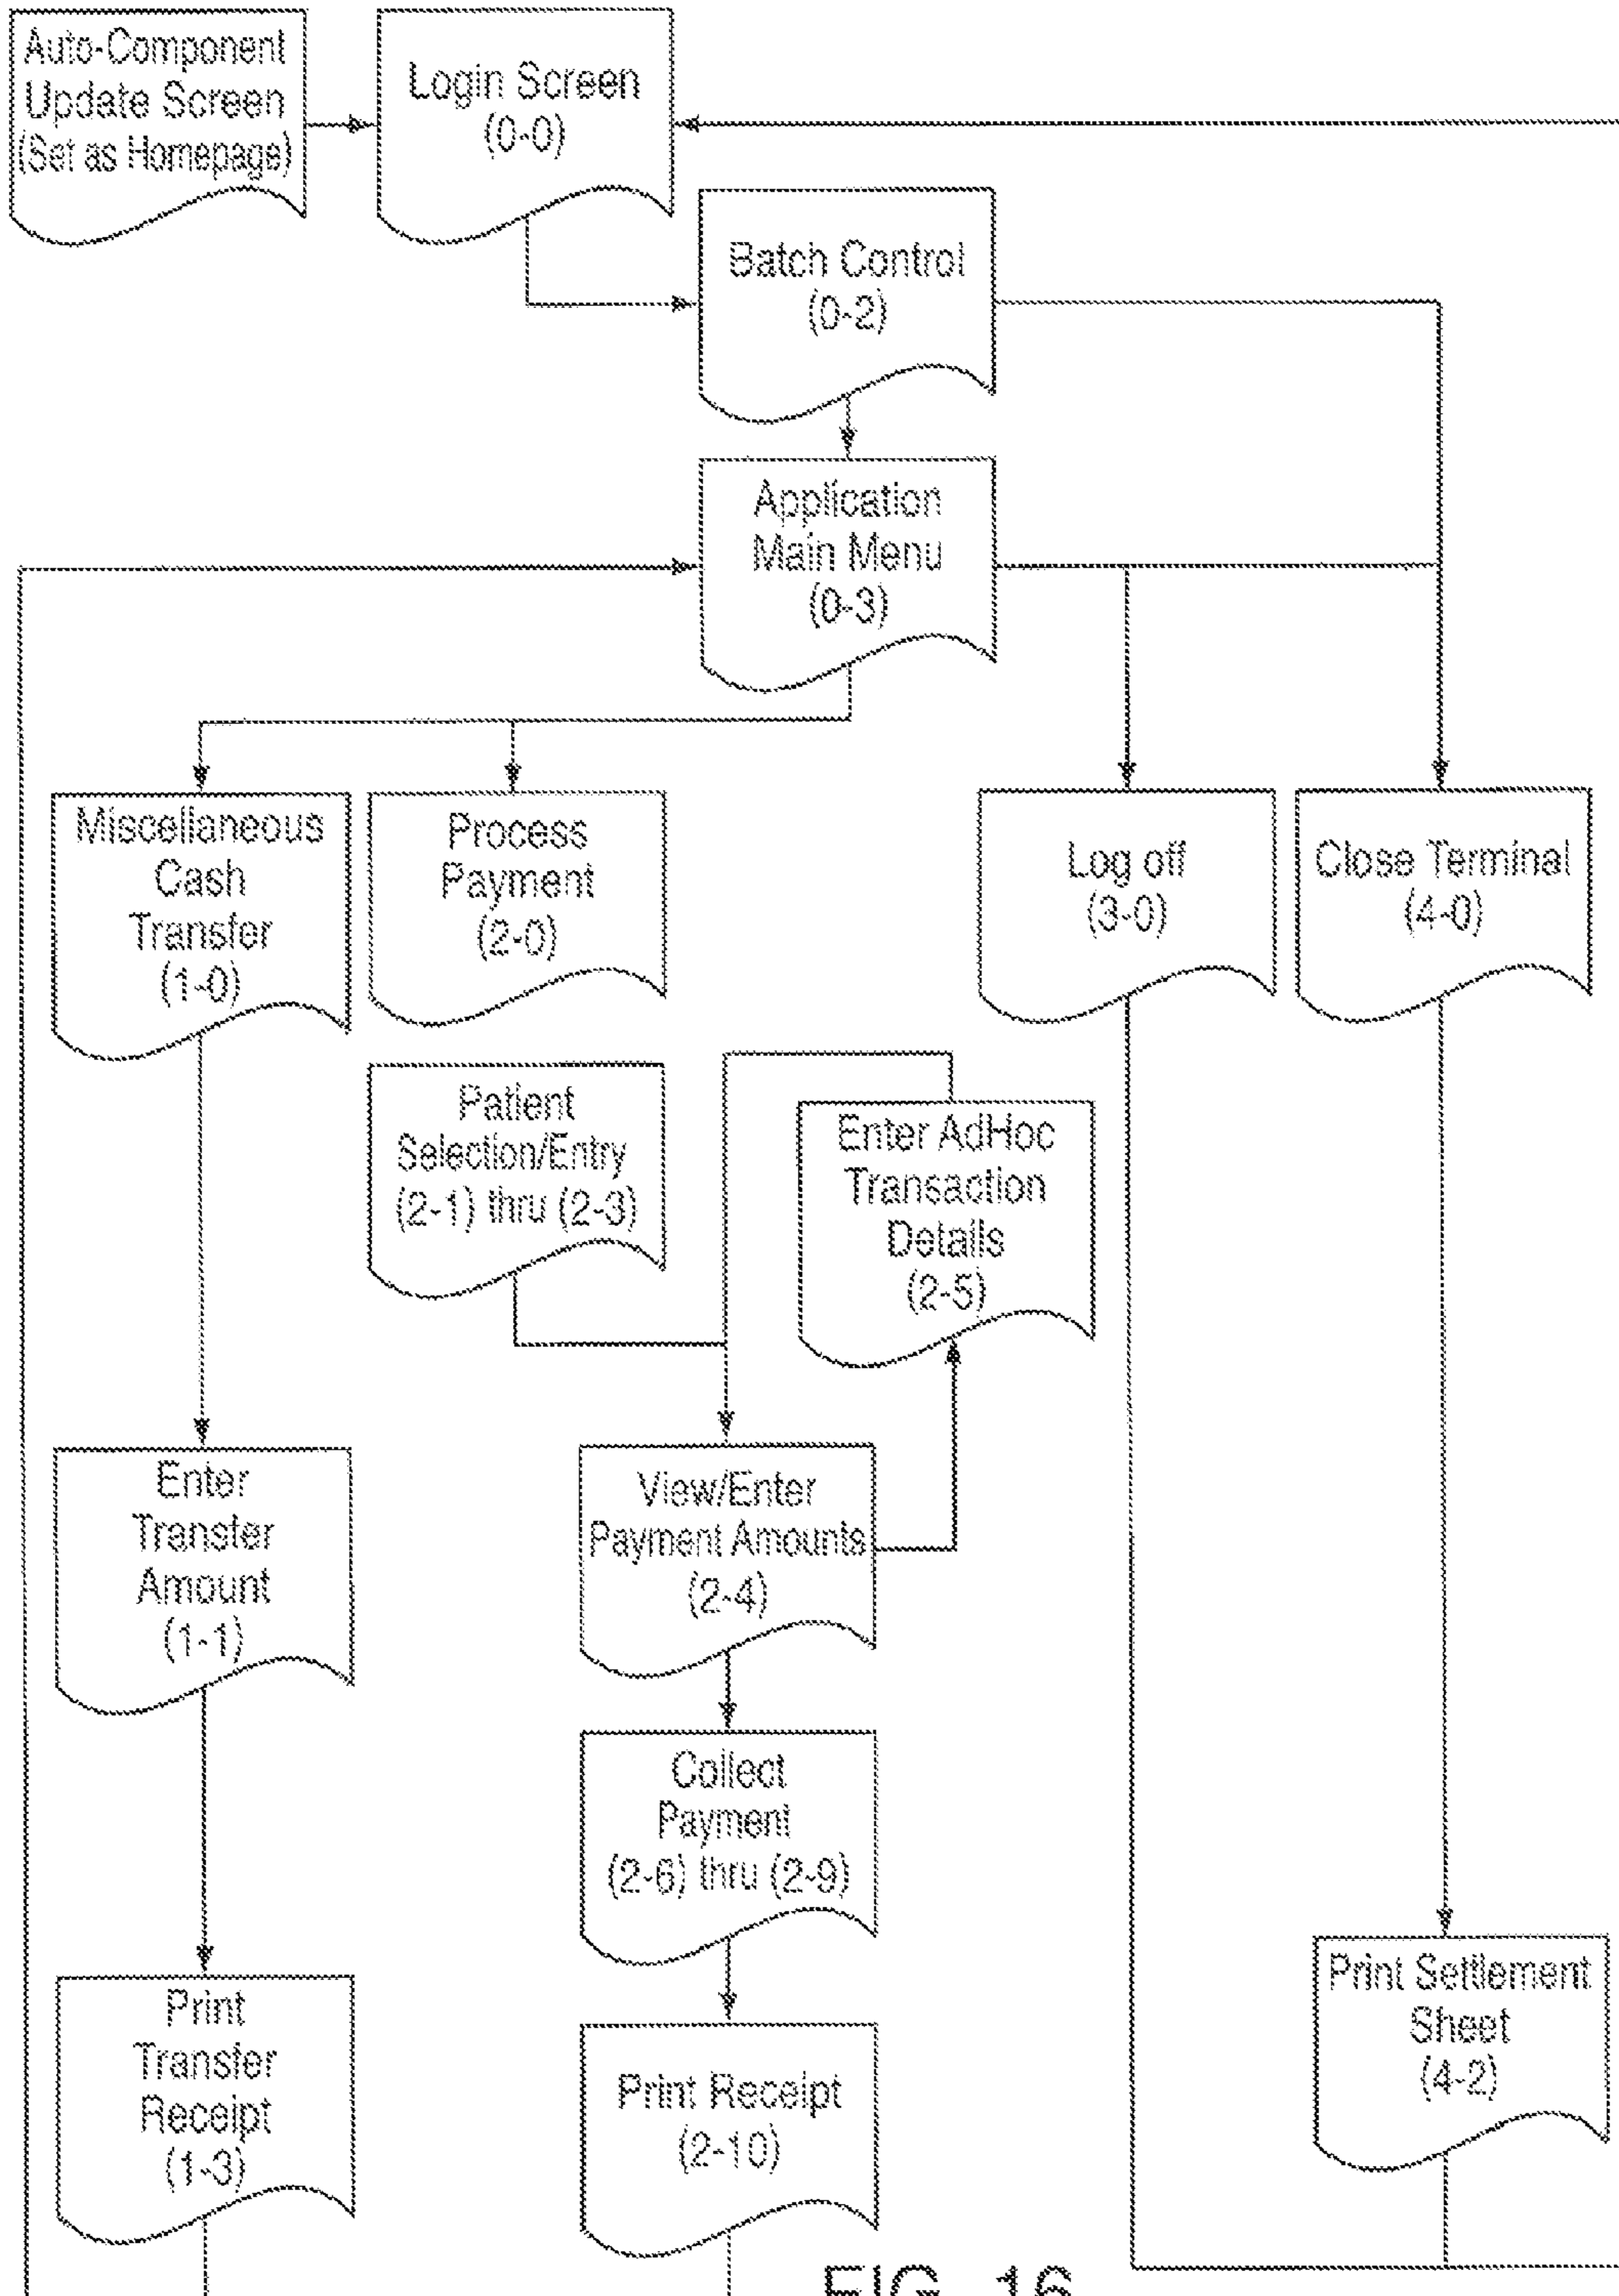 Auto-Component
Update Screen
(Set as Homepage)
Login Screen
(0-0)
Batch Control
(0-2)
Application
Main Menu
(0-3)
Miscellaneous
Cash
Transfer
(1-0)
Process
Payment
(2-0)
Log off
(3-0)
Close Terminal
(4-0)
Patient
Selection/Entry
(2-1) thru (2-3)
Enter AdHoc
Transaction
Details
(2-5)
Enter
Transfer
Amount
(1-1)
View/Enter
Payment Amounts
(2-4)
Collect
Payment
(2-6) thru (2-9)
Print Settlement
Sheet
(4-2)
Print
Transfer
Receipt
(1-3)
Print Receipt
(2-10)
FIG. 16